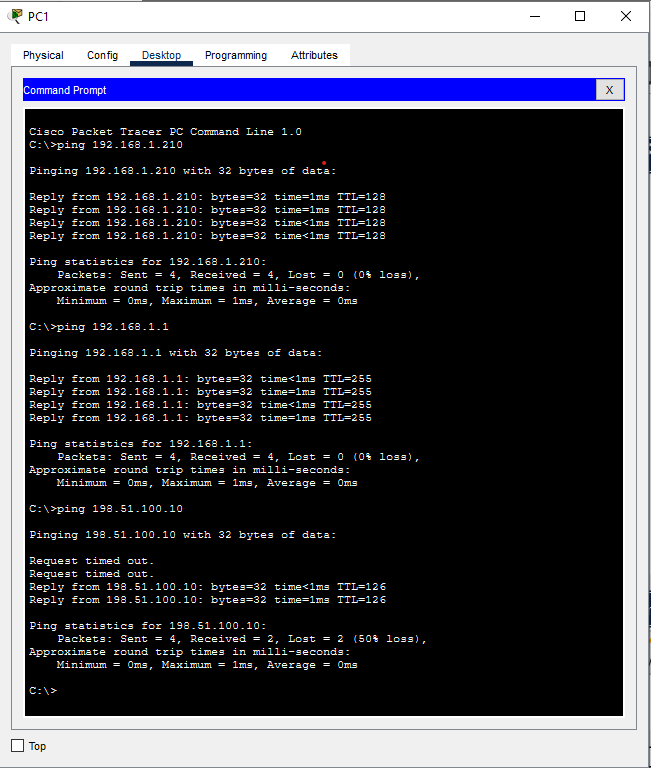 PC1
Physical Config Desktop Programming Attributes
Command Prompt X
Cisco Packet Tracer PC Command Line 1.0
C:\>ping 192.168.1.210
Pinging 192.168.1.210 with 32 bytes of data:
Reply from 192.168.1.210: bytes=32 time=1ms TTL=128
Reply from 192.168.1.210: bytes=32 time=1ms TTL=128
Reply from 192.168.1.210: bytes=32 time<1ms TTL=128
Reply from 192.168.1.210: bytes=32 time<1ms TTL=128
Ping statistics for 192.168.1.210:
Packets: Sent = 4, Received = 4, Lost = 0 (0% loss),
Approximate round trip times in milli-seconds:
Minimum = 0ms, Maximum = 1ms, Average = 0ms
C:\>ping 192.168.1.1
Pinging 192.168.1.1 with 32 bytes of data:
Reply from 192.168.1.1: bytes=32 time<1ms TTL=255
Reply from 192.168.1.1: bytes=32 time=1ms TTL=255
Reply from 192.168.1.1: bytes=32 time<1ms TTL=255
Reply from 192.168.1.1: bytes=32 time=1ms TTL=255
Ping statistics for 192.168.1.1:
Packets: Sent = 4, Received = 4, Lost = 0 (0% loss),
Approximate round trip times in milli-seconds:
Minimum = 0ms, Maximum = 1ms, Average = 0ms
C:\>ping 198.51.100.10
Pinging 198.51.100.10 with 32 bytes of data:
Request timed out.
Request timed out.
Reply from 198.51.100.10: bytes=32 time<1ms TTL=126
Reply from 198.51.100.10: bytes=32 time=1ms TTL=126
Ping statistics for 198.51.100.10:
Packets: Sent = 4, Received = 2, Lost = 2 (50% loss),
Approximate round trip times in milli-seconds:
Minimum = 0ms, Maximum = 1ms, Average = 0ms
C:\>
Top